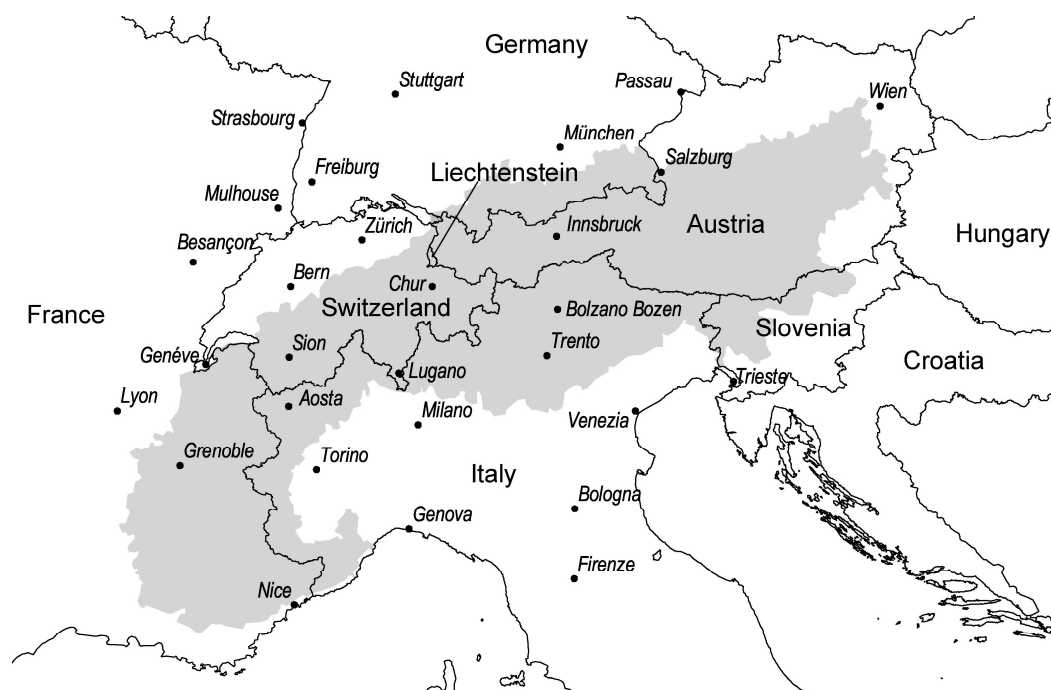 Germany
Stuttgart
Passau
Wien
Strasbourg
München
Salzburg
Freiburg
Liechtenstein
Mulhouse
Zürich
Innsbruck
Austria
Besançon
Hungary
Bern
Chur
Switzerland
Bolzano Bozen
France
Slovenia
Sion
Trento
Genéve
Croatia
Lugano
Trieste
Lyon
Aosta
Milano
Venezia
Grenoble
Torino
Italy
Bologna
Genova
Firenze
Nice